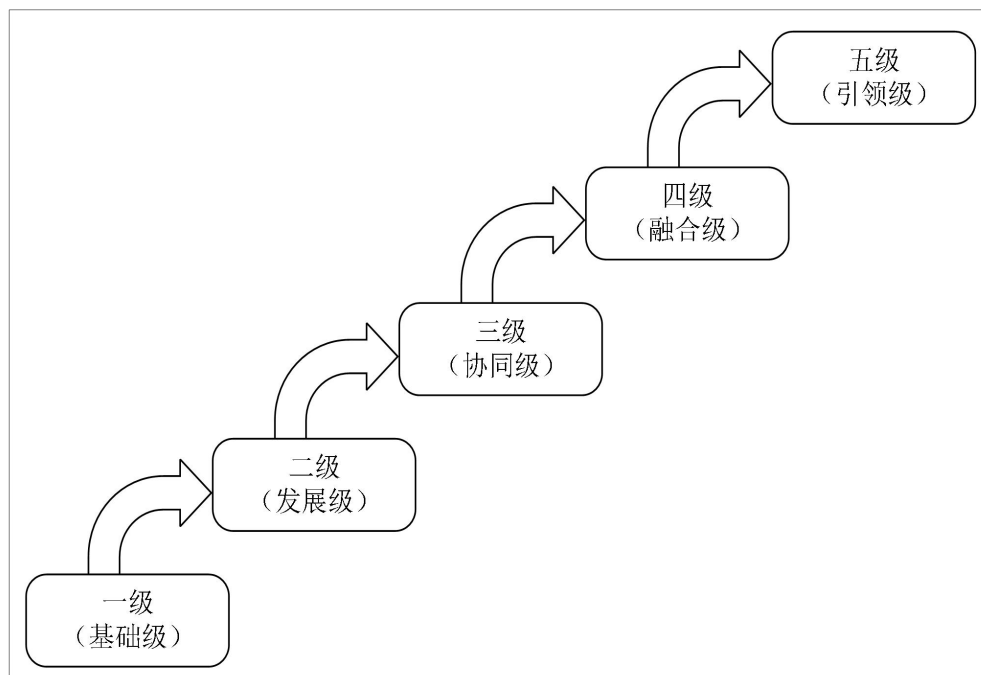 五级
（引领级）
四级
（融合级）
三级
（协同级）
二级
（发展级）
一级
（基础级）